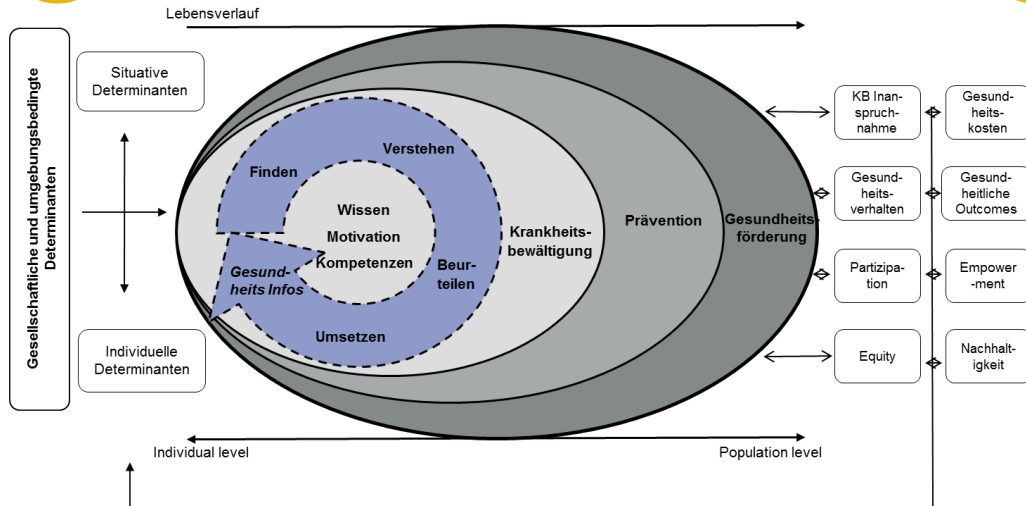 Lebensverlauf
Gesellschaftliche und umgebungsbedingte
Determinanten
Situative
Determinanten
Individuelle
Determinanten
Finden
Verstehen
Wissen
Motivation
Kompetenzen
Gesund-
heits Infos
Beur-
teilen
Umsetzen
Krankheits-
bewältigung
Prävention
Gesundheits-
förderung
KB Inan-
spruch-
nahme
Gesund-
heits-
kosten
Gesund-
heits-
verhalten
Gesund-
heitliche
Outcomes
Partizipa-
tion
Empower
-ment
Equity
Nachhal-
tigkeit
Individual level
Population level